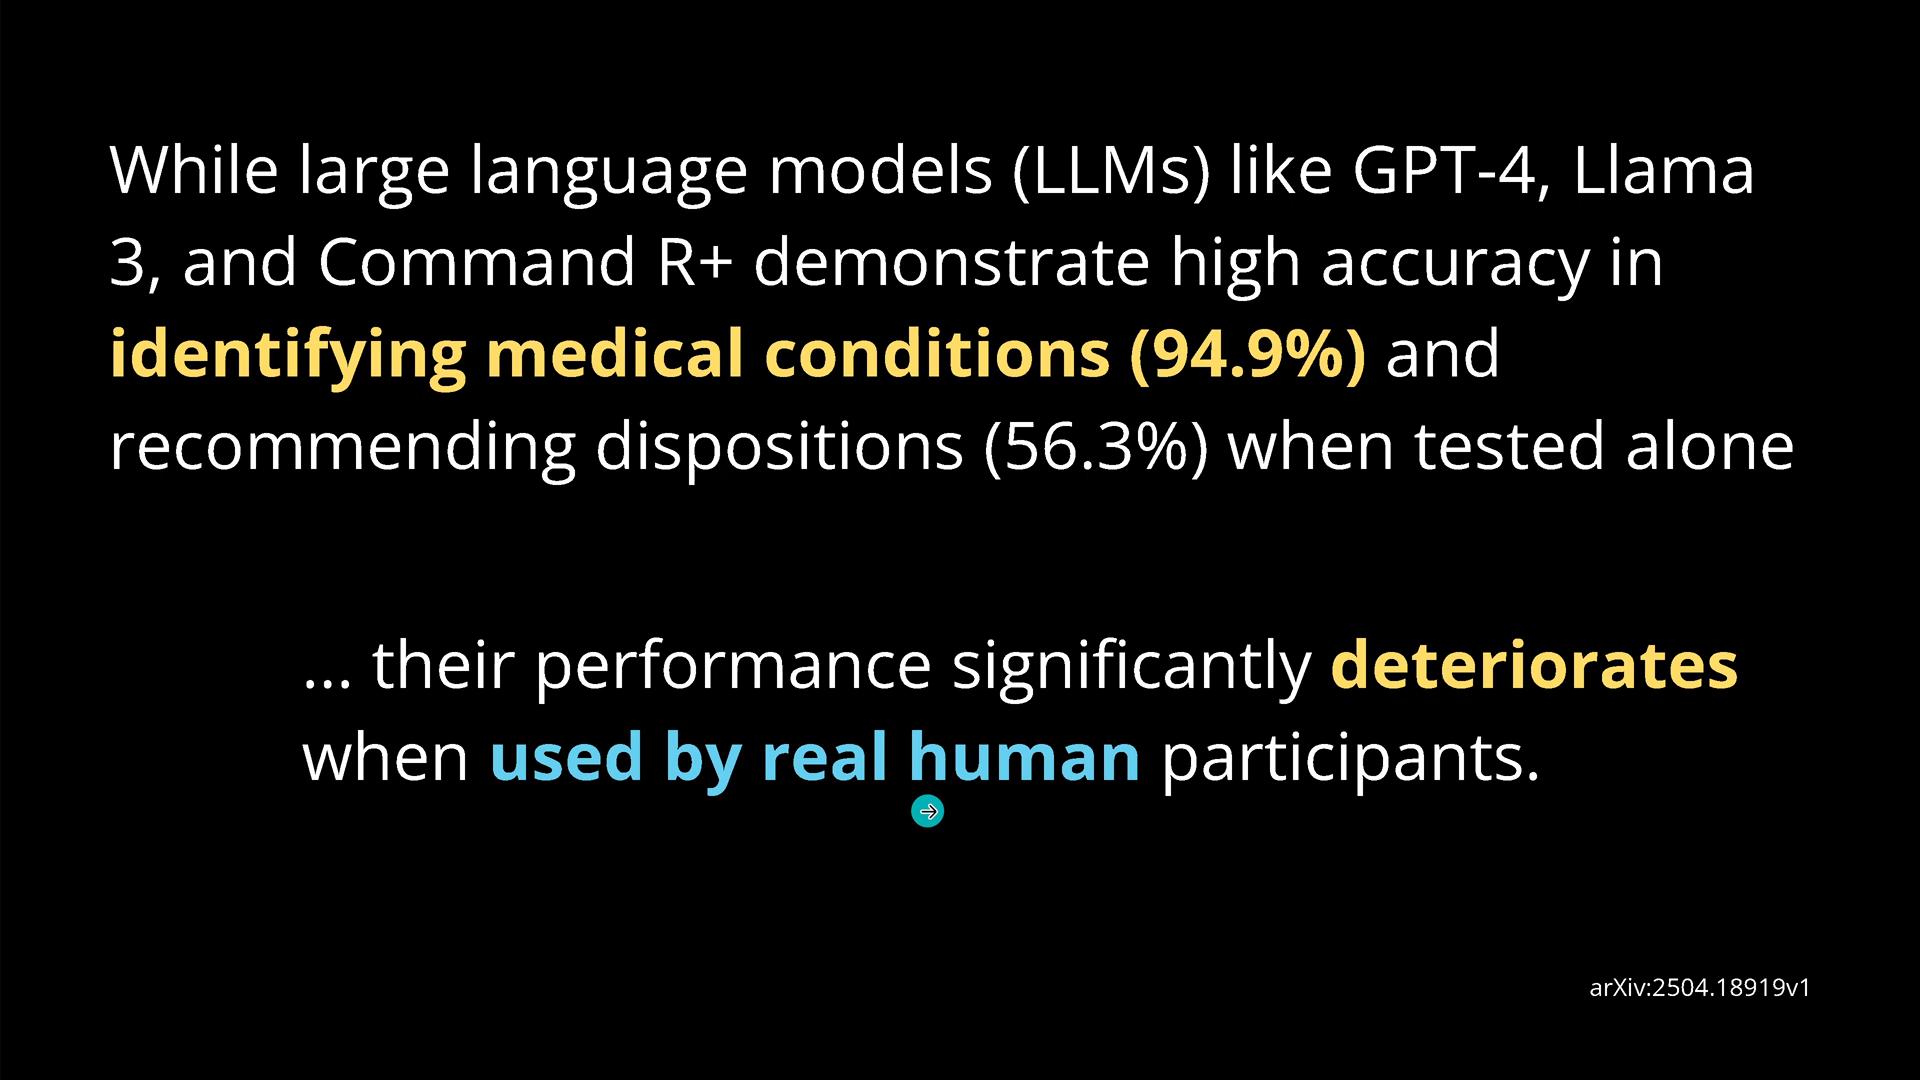 While large language models (LLMs) like GPT-4, Llama
3, and Command R+ demonstrate high accuracy in
identifying medical conditions (94.9%) and
recommending dispositions (56.3%) when tested alone
... their performance significantly deteriorates
when used by real human participants.
arXiv:2504.18919v1